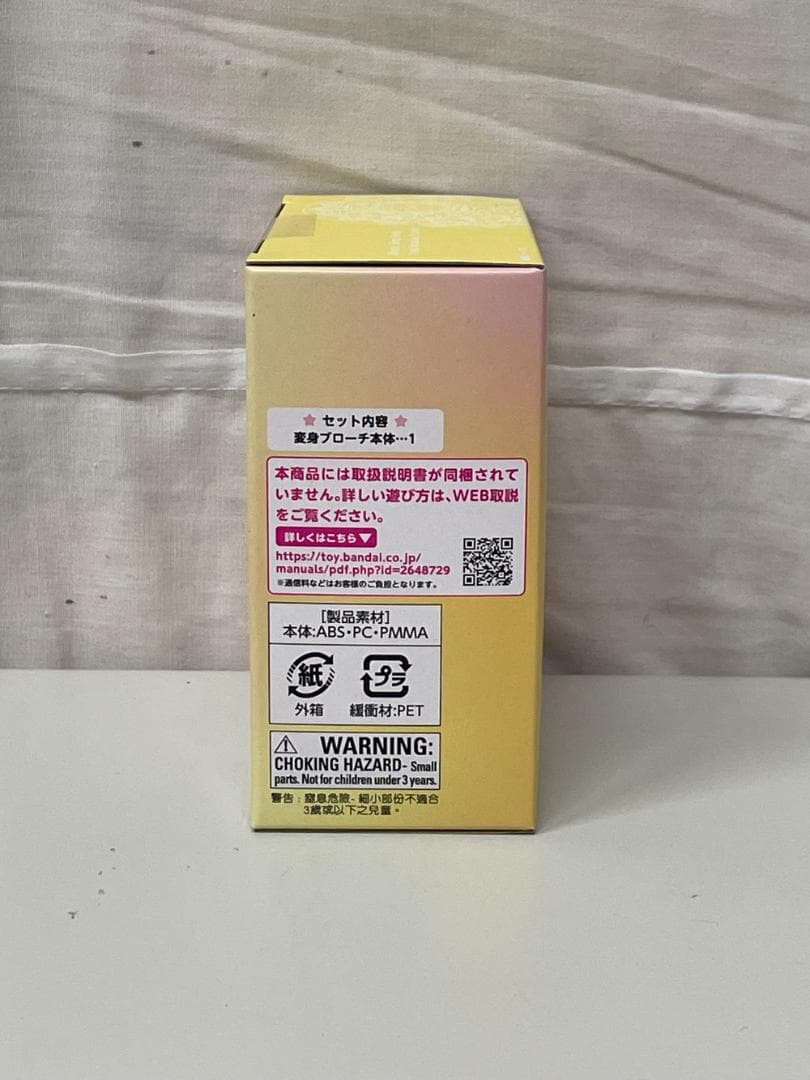 ★ セット内容 ★
変身ブローチ本体…1
本商品には取扱説明書が同梱されて
いません。詳しい遊び方は、WEB取説
をご覧ください。
詳しくはこちら▼
https://toy.bandai.co.jp/
manuals/pdf.php?id=2648729
※通信料などはお客様のご負担となります。
[製品素材]
本体:ABS・PC・PMMA
紙
プラ
外箱
緩衝材:PET
WARNING:
CHOKING HAZARD- Small
parts. Not for children under 3 years.
警告 : 窒息危險- 細小部份不適合
3歲或以下之兒童。